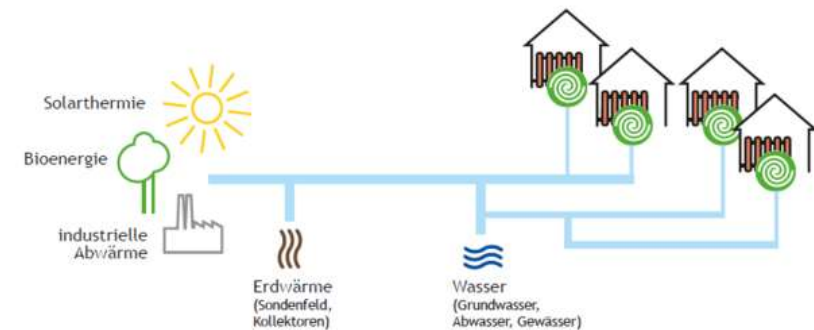 Solarthermie
Bioenergie
industrielle
Abwärme
Erdwärme
(Sondenfeld,
Kollektoren)
Wasser
(Grundwasser,
Abwasser, Gewässer)